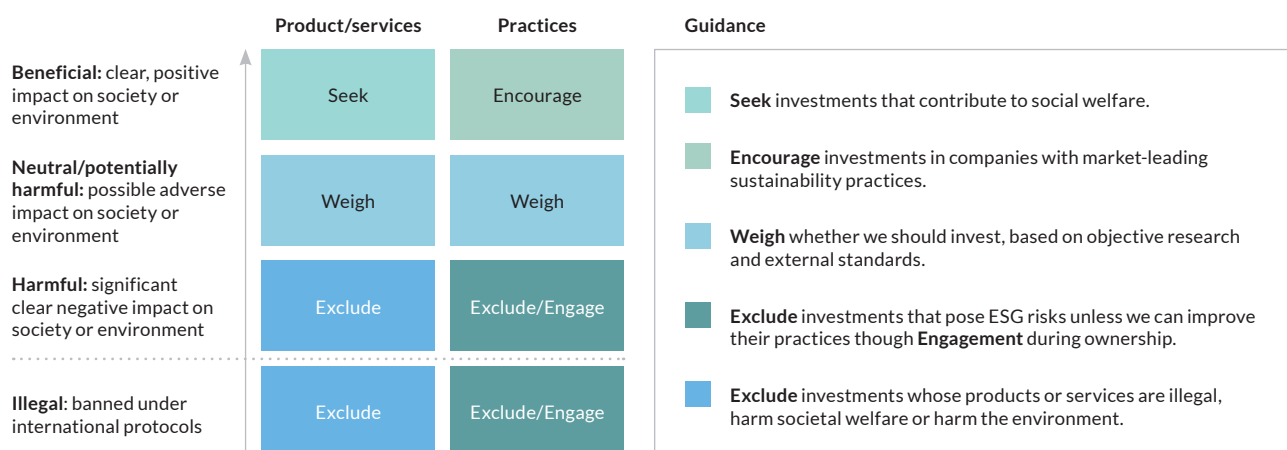 Product/services
Practices
Guidance
Beneficial: clear, positive
impact on society or
environment
Seek
Encourage
Neutral/potentially
harmful: possible adverse
impact on society or
environment
Weigh
Weigh
Harmful: significant
clear negative impact on
society or environment
Exclude
Exclude/Engage
Illegal: banned under
international protocols
Exclude
Exclude/Engage
Seek investments that contribute to social welfare.
Encourage investments in companies with market-leading
sustainability practices.
Weigh whether we should invest, based on objective research
and external standards.
Exclude investments that pose ESG risks unless we can improve
their practices though Engagement during ownership.
Exclude investments whose products or services are illegal,
harm societal welfare or harm the environment.